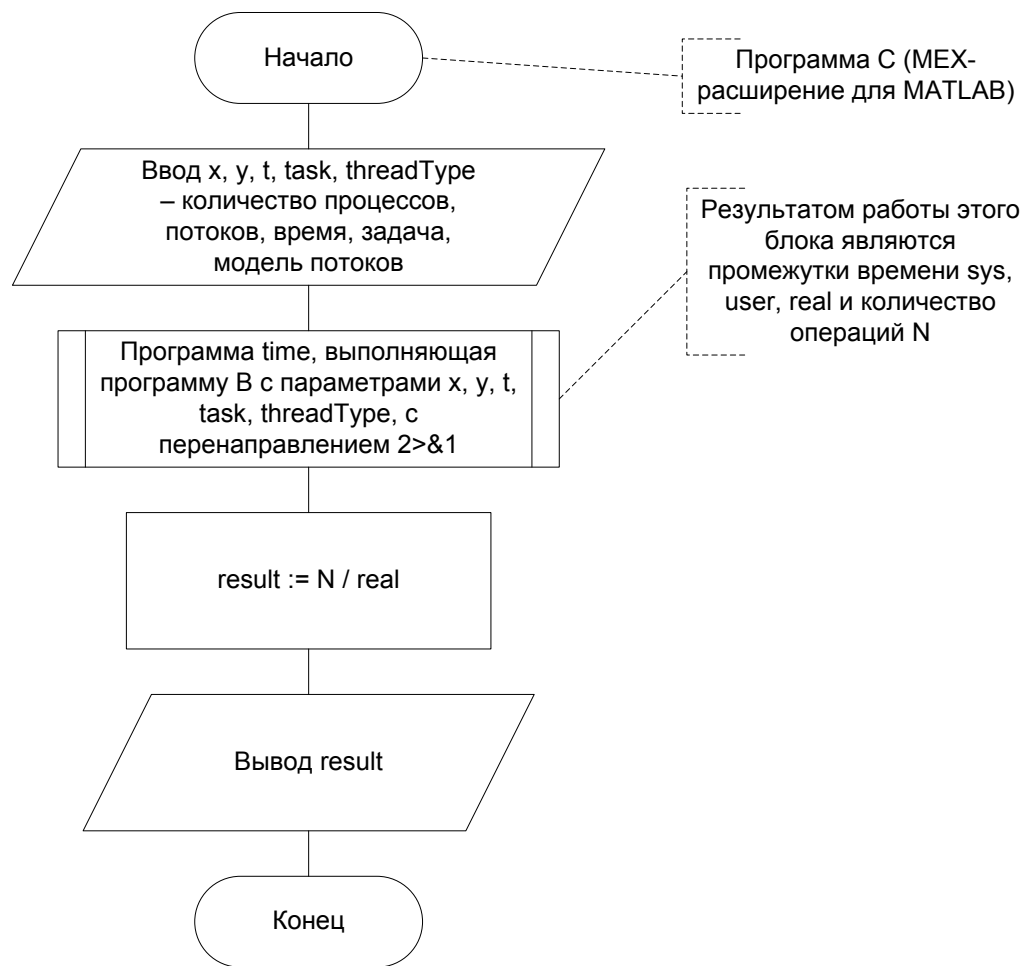 Начало
Программа C (MEX-
расширение для MATLAB)
Ввод x, y, t, task, threadType
– количество процессов,
потоков, время, задача,
модель потоков
Результатом работы этого
блока являются
промежутки времени sys,
user, real и количество
операций N
Программа time, выполняющая
программу B с параметрами x, y, t,
task, threadType, с
перенаправлением 2>&1
result := N / real
Вывод result
Конец